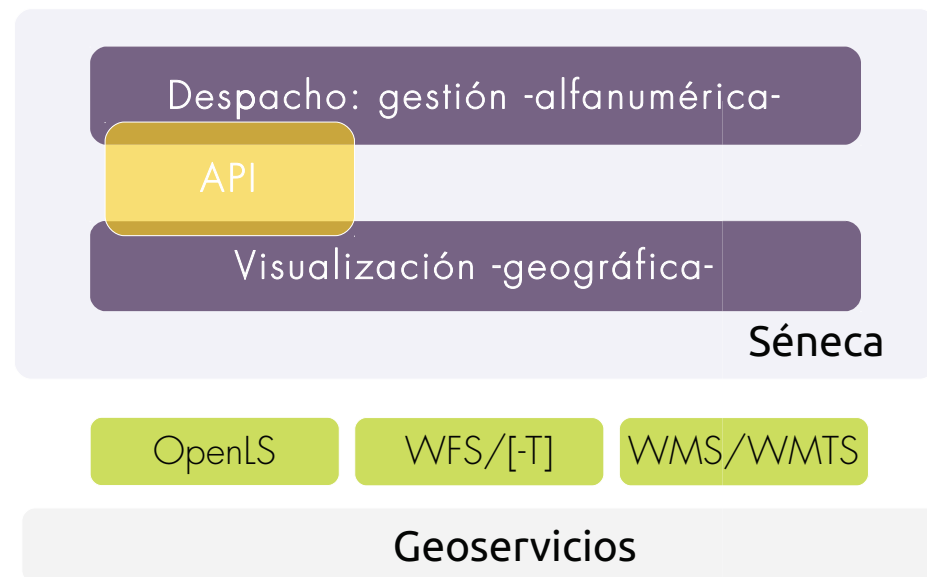 Despacho: gestión -alfanumérica-
API
Visualización -geográfica-
Séneca
OpenLS
WFS/[-T]
WMS/WMTS
Geoservicios